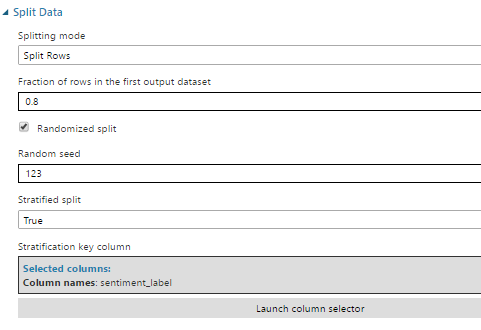 Split Data
Splitting mode
Split Rows
Fraction of rows in the first output dataset
0.8
Randomized split
Random seed
123
Stratified split
True
Stratification key column
Selected columns:
Column names: sentiment_label
Launch column selector